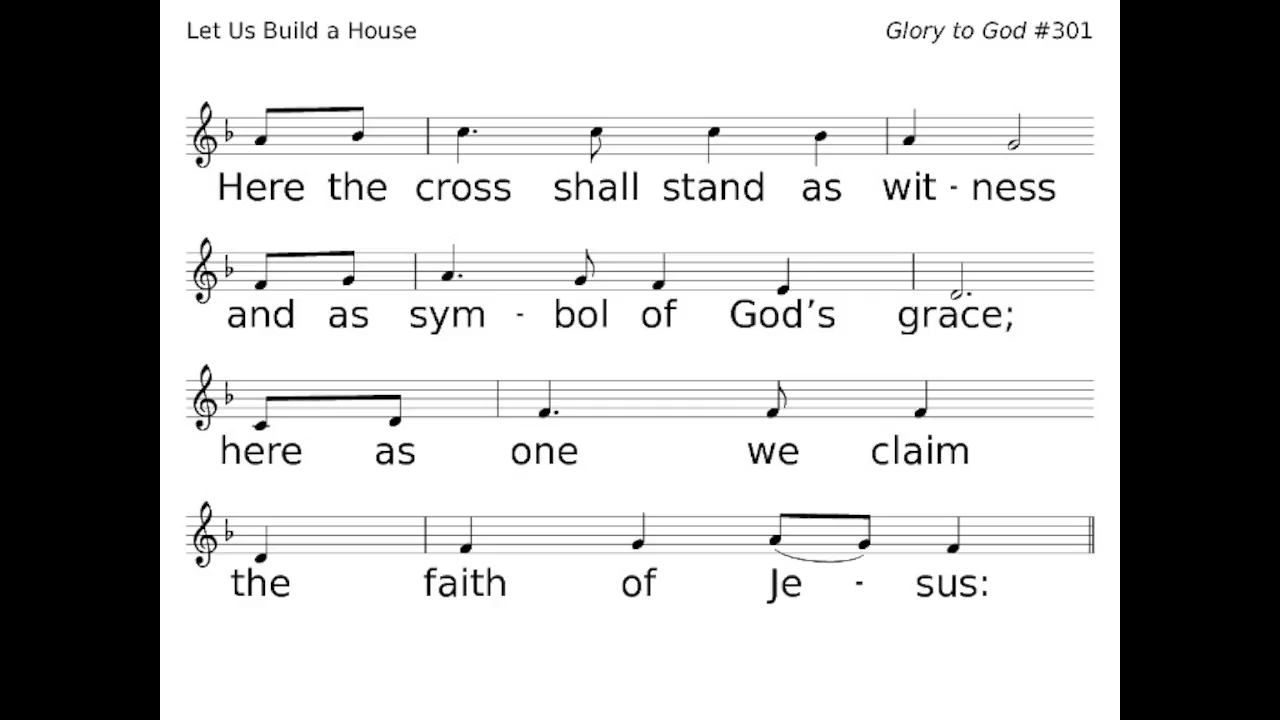 Let Us Build a House
Glory to God #301
Here the cross shall stand as wit - ness
and as sym - bol of God’s grace;
here as one we claim
the faith of Je - sus: